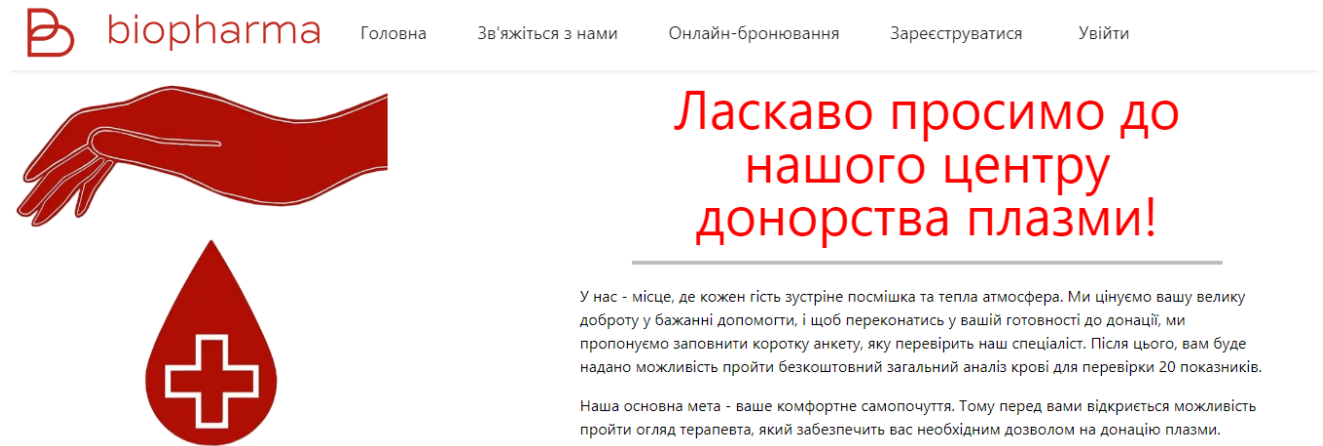 biopharma
Головна
Зв'яжіться з нами
Онлайн-бронювання
Зареєструватися
Увійти
Ласкаво просимо до
нашого центру
донорства плазми!
У нас - місце, де кожен гість зустріне посмішка та тепла атмосфера. Ми цінуємо вашу велику
доброту у бажанні допомогти, і щоб переконатись у вашій готовності до донації, ми
пропонуємо заповнити коротку анкету, яку перевірить наш спеціаліст. Після цього, вам буде
надано можливість пройти безкоштовний загальний аналіз крові для перевірки 20 показників.
Наша основна мета - ваше комфортне самопочуття. Тому перед вами відкриється можливість
пройти огляд терапевта, який забезпечить вас необхідним дозволом на донацію плазми.